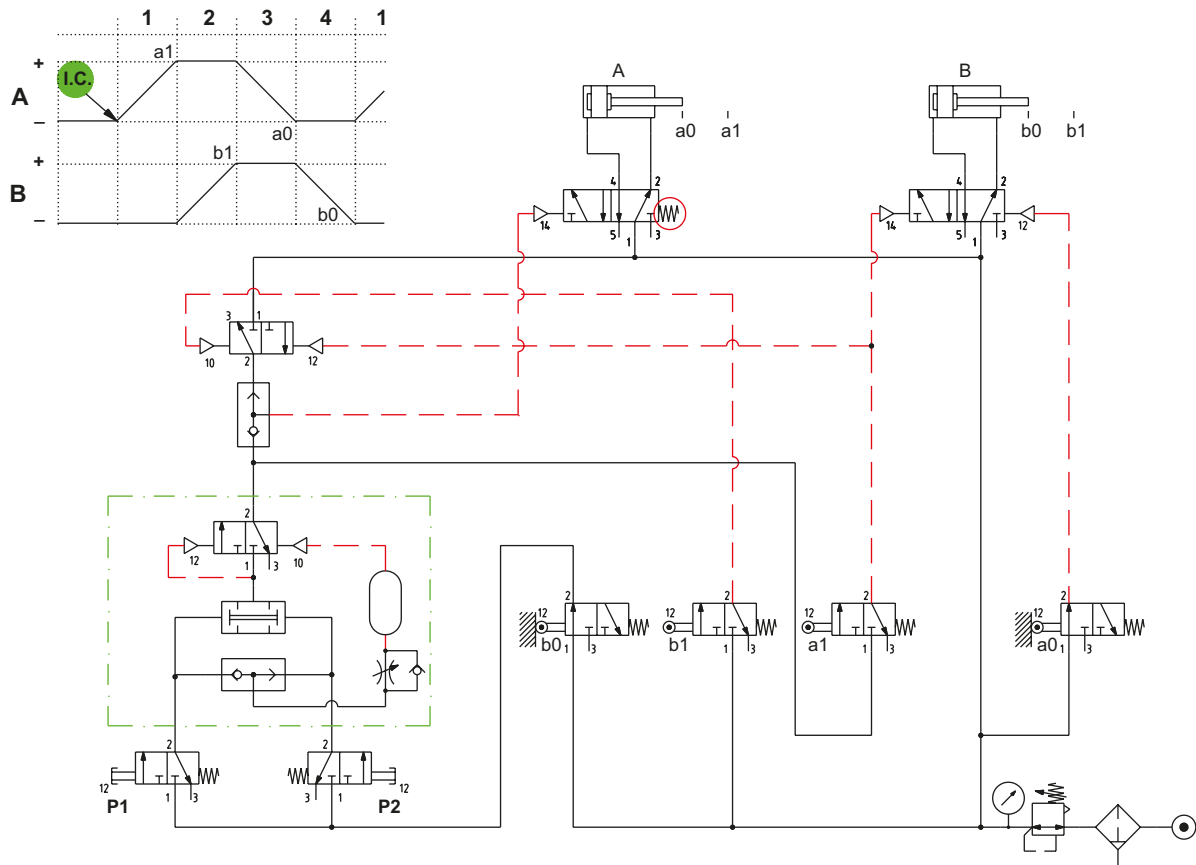 1 2 3 4 1
+ a1
I.C.
A
– a0
+ b1
B
– b0
A B
a0 a1 b0 b1
4 2 4 2
14 5 1 3 14 5 1 3 12
3 1
10 2 12
2
12 1 3 10
2 2 2 2
12 12 12 12
b0 b1 a1 a0
1 3 1 3 1 3 1 3
2 2
12 1 3 3 1 12
P1 P2